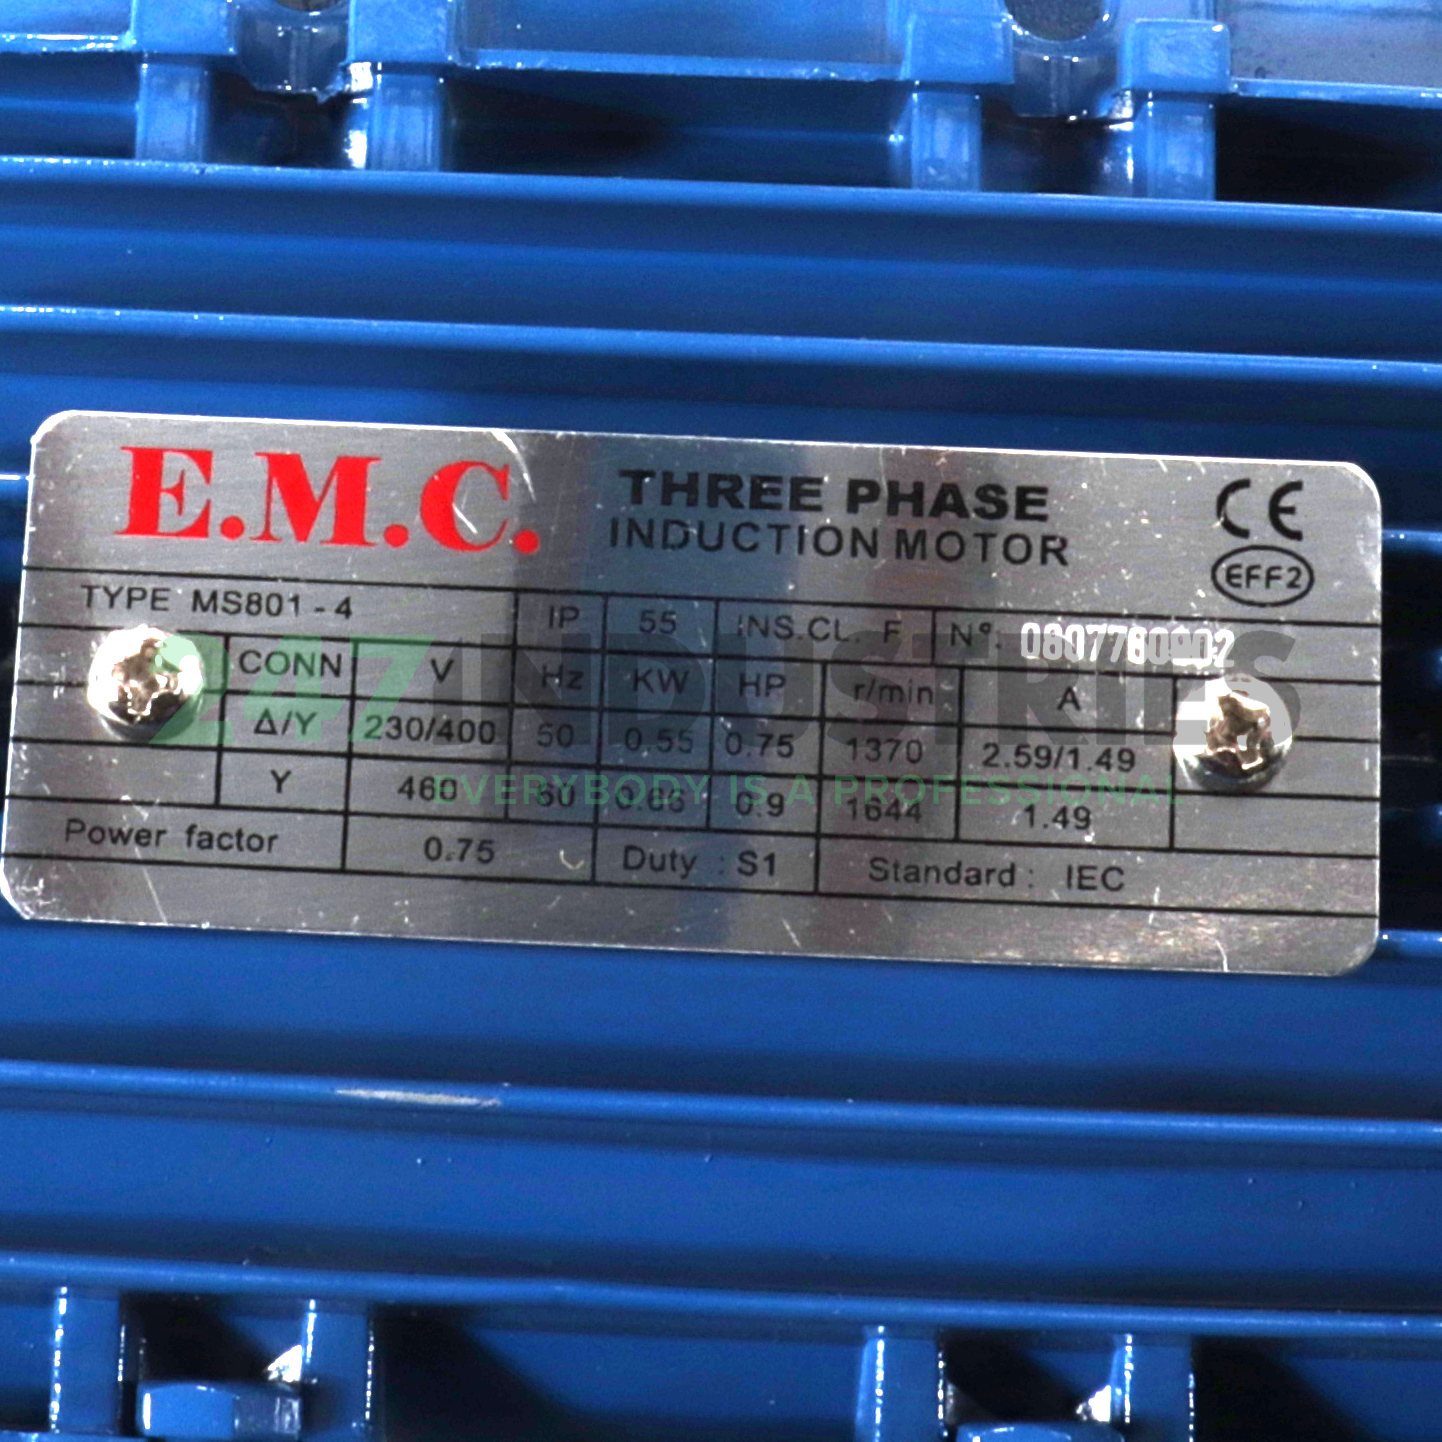 E.M.C.
THREE PHASE
INDUCTION MOTOR
CE
EFF2
TYPE MS801 - 4 IP 55 INS.CL. F Nº.
CONN V Hz KW HP r/min A
Δ/Y 230/400 50 0.55 0.75 1370 2.59/1.49
Y 460 60 0.66 0.9 1644 1.49
Power factor 0.75 Duty : S1 Standard : IEC
247INDUSTRIES
EVERYBODY IS A PROFESSIONAL